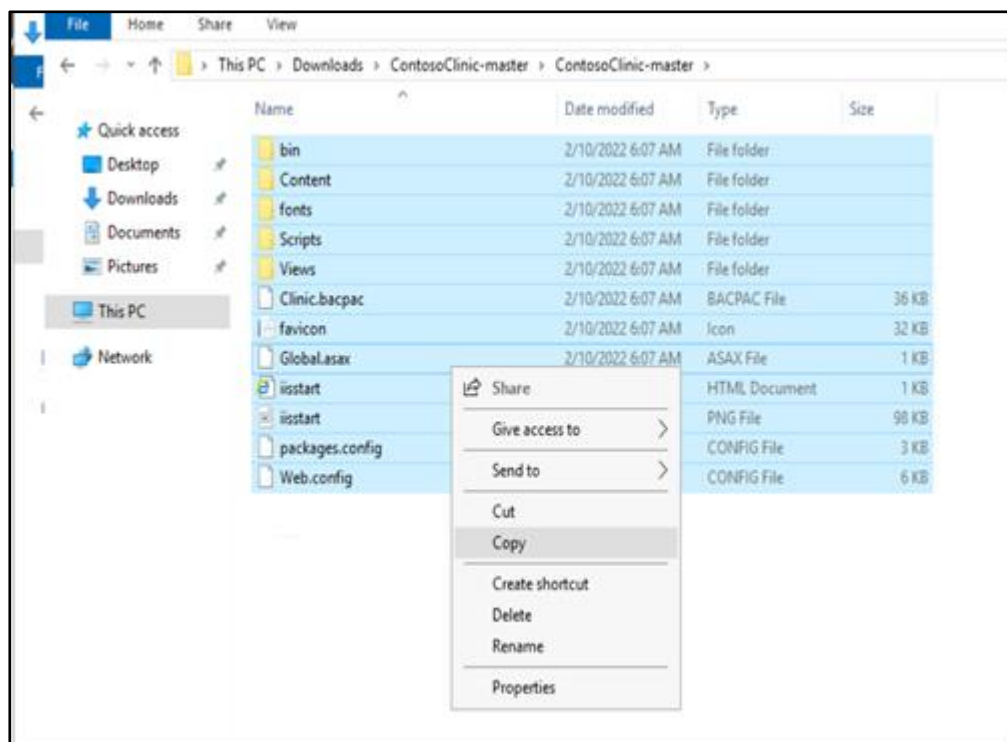 File Home Share View
This PC > Downloads > ContosoClinic-master > ContosoClinic-master >
Name Date modified Type Size
Quick access
Desktop
Downloads
Documents
Pictures
This PC
Network
bin 2/10/2022 6:07 AM File folder
Content 2/10/2022 6:07 AM File folder
fonts 2/10/2022 6:07 AM File folder
Scripts 2/10/2022 6:07 AM File folder
Views 2/10/2022 6:07 AM File folder
Clinic.bacpac 2/10/2022 6:07 AM BACPAC File 36 KB
favicon 2/10/2022 6:07 AM Icon 32 KB
Global.asax 2/10/2022 6:07 AM ASAX File 1 KB
iisstart HTML Document 1 KB
iisstart PNG File 98 KB
packages.config CONFIG File 3 KB
Web.config CONFIG File 6 KB
Share
Give access to
Send to
Cut
Copy
Create shortcut
Delete
Rename
Properties